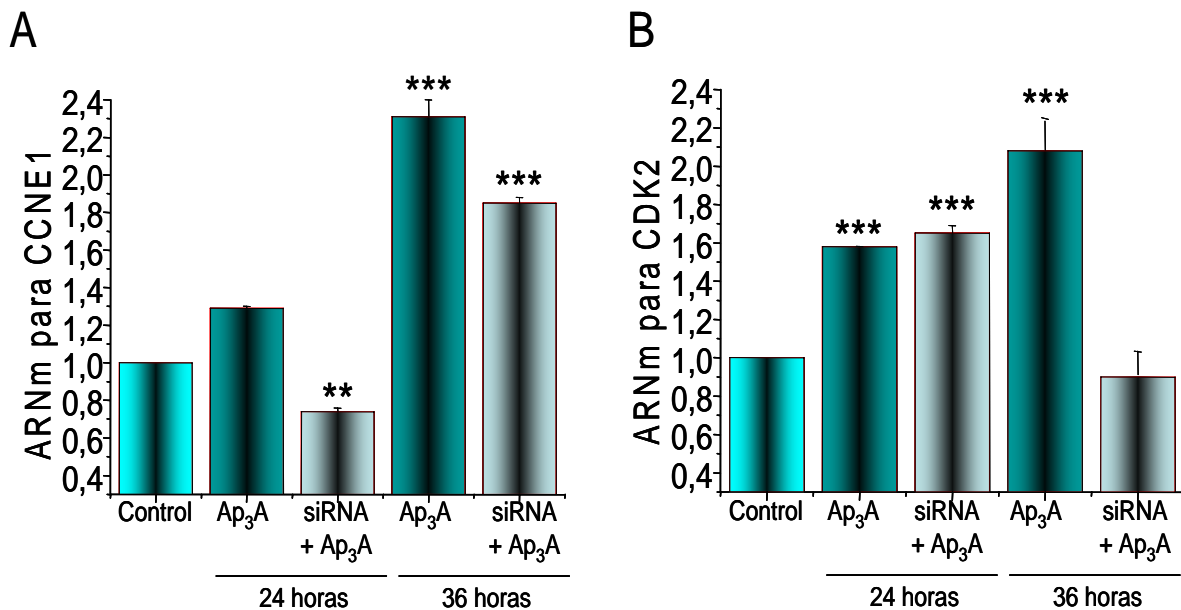 A
ARNm para CCNE1
2,4
2,2
2,0
1,8
1,6
1,4
1,2
1,0
0,8
0,6
0,4
**
***
***
Control
Ap3A
siRNA
+ Ap3A
Ap3A
siRNA
+ Ap3A
24 horas
36 horas
B
ARNm para CDK2
2,4
2,2
2,0
1,8
1,6
1,4
1,2
1,0
0,8
0,6
0,4
***
***
***
Control
Ap3A
siRNA
+ Ap3A
Ap3A
siRNA
+ Ap3A
24 horas
36 horas